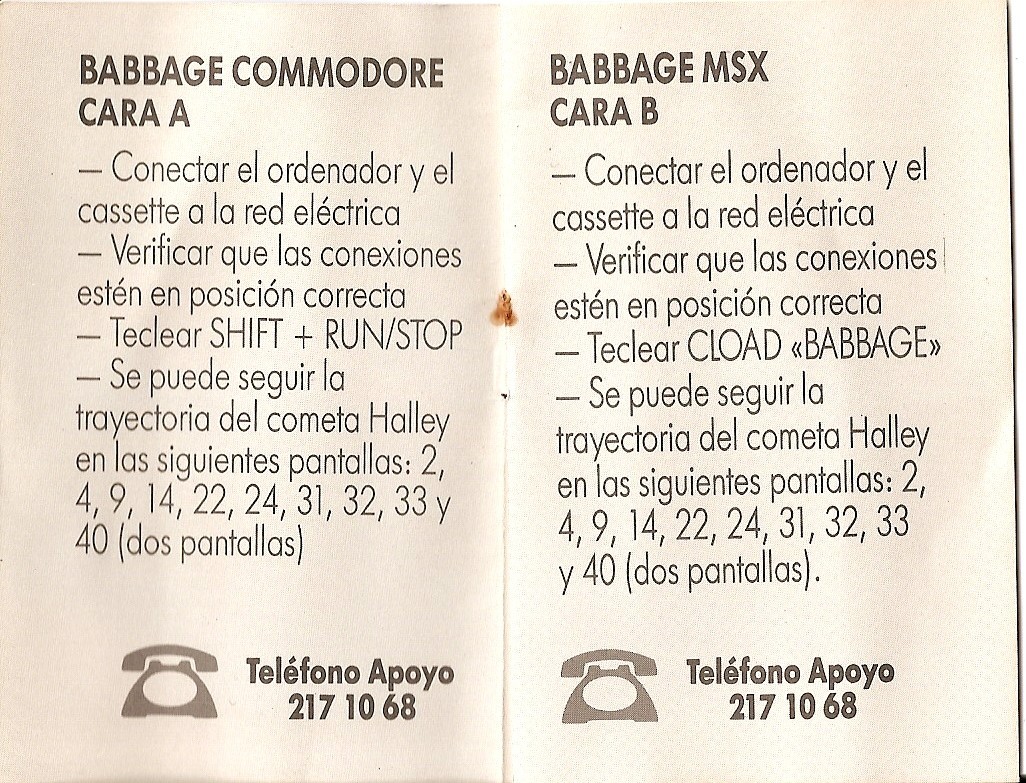 BABBAGE COMMODORE
CARA A
— Conectar el ordenador y el
cassette a la red eléctrica
— Verificar que las conexiones
estén en posición correcta
— Teclear SHIFT + RUN/STOP
— Se puede seguir la
trayectoria del cometa Halley
en las siguientes pantallas: 2,
4, 9, 14, 22, 24, 31, 32, 33 y
40 (dos pantallas)
Teléfono Apoyo
217 10 68
BABBAGE MSX
CARA B
— Conectar el ordenador y el
cassette a la red eléctrica
— Verificar que las conexiones
estén en posición correcta
— Teclear CLOAD «BABBAGE»
— Se puede seguir la
trayectoria del cometa Halley
en las siguientes pantallas: 2,
4, 9, 14, 22, 24, 31, 32, 33
y 40 (dos pantallas).
Teléfono Apoyo
217 10 68